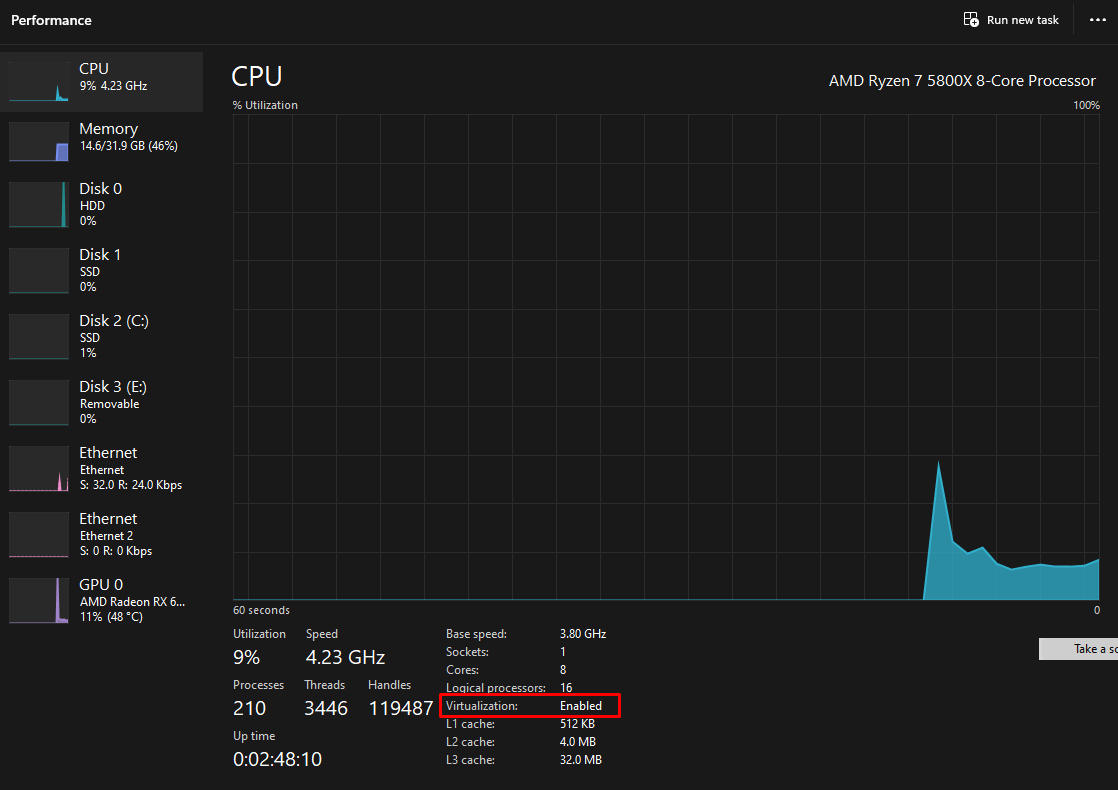 Performance
Run new task
CPU
9% 4.23 GHz
Memory
14.6/31.9 GB (46%)
Disk 0
HDD
0%
Disk 1
SSD
0%
Disk 2 (C:)
SSD
1%
Disk 3 (E:)
Removable
0%
Ethernet
Ethernet
S: 32.0 R: 24.0 Kbps
Ethernet
Ethernet 2
S: 0 R: 0 Kbps
GPU 0
AMD Radeon RX 6...
11% (48 °C)
CPU
AMD Ryzen 7 5800X 8-Core Processor
% Utilization
100%
60 seconds
0
Utilization
Speed
9%
4.23 GHz
Processes
Threads
Handles
210
3446
119487
Up time
0:02:48:10
Base speed: 3.80 GHz
Sockets: 1
Cores: 8
Logical processors: 16
Virtualization: Enabled
L1 cache: 512 KB
L2 cache: 4.0 MB
L3 cache: 32.0 MB
Take a